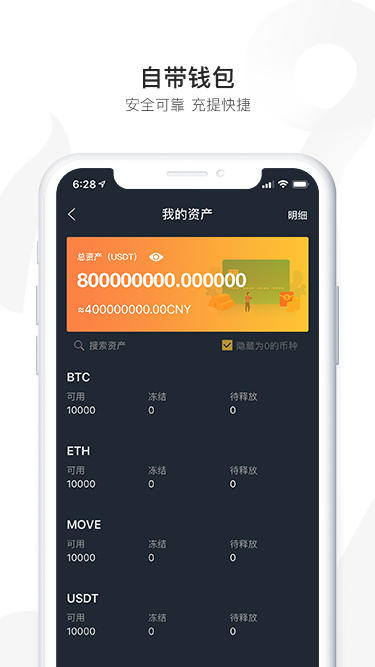 自带钱包
安全可靠 充提快捷
6:28
我的资产 明细
总资产（USDT）
800000000.000000
≈400000000.00CNY
搜索资产 隐藏为0的币种
BTC
可用 冻结 待释放
10000 0 0
ETH
可用 冻结 待释放
10000 0 0
MOVE
可用 冻结 待释放
10000 0 0
USDT
可用 冻结 待释放
10000 0 0